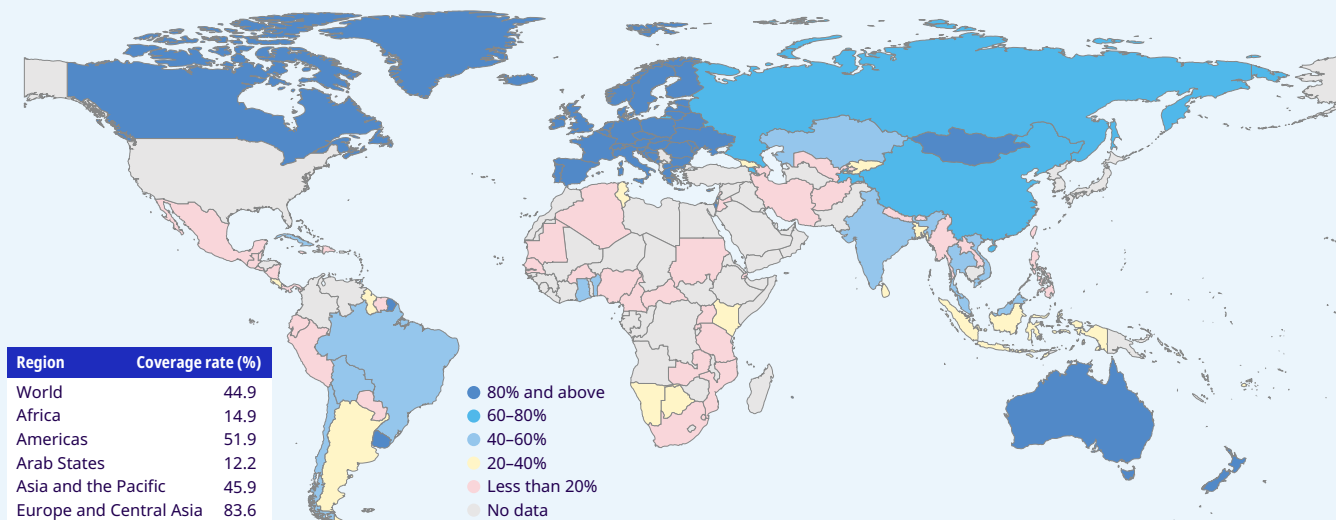 Region Coverage rate (%)
World 44.9
Africa 14.9
Americas 51.9
Arab States 12.2
Asia and the Pacific 45.9
Europe and Central Asia 83.6
80% and above
60–80%
40–60%
20–40%
Less than 20%
No data